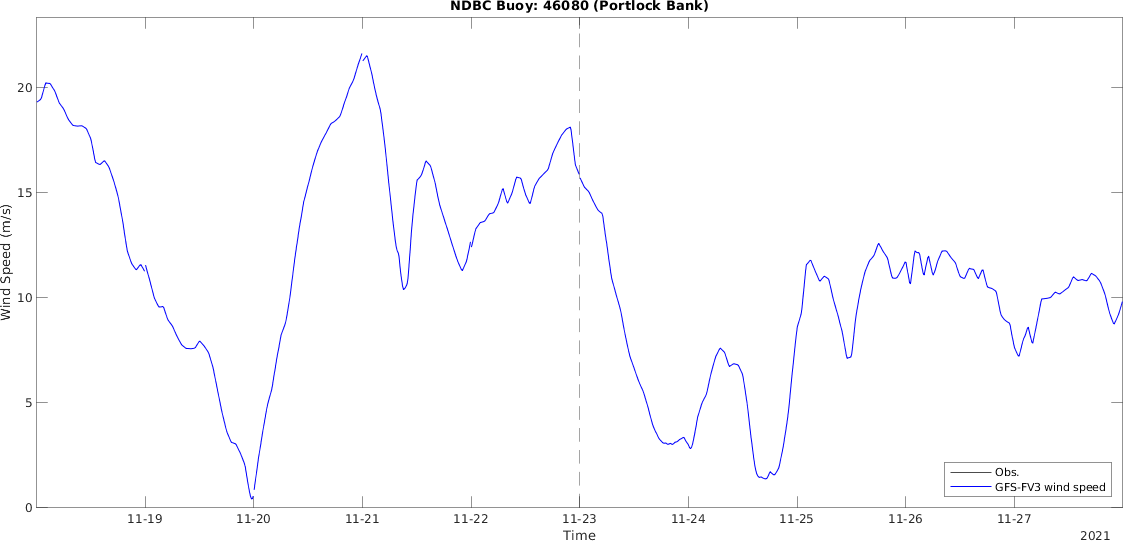 NDBC Buoy: 46080 (Portlock Bank)
Wind Speed (m/s)
20
15
10
5
0
11-19 11-20 11-21 11-22 11-23 11-24 11-25 11-26 11-27
Time
2021
Obs.
GFS-FV3 wind speed